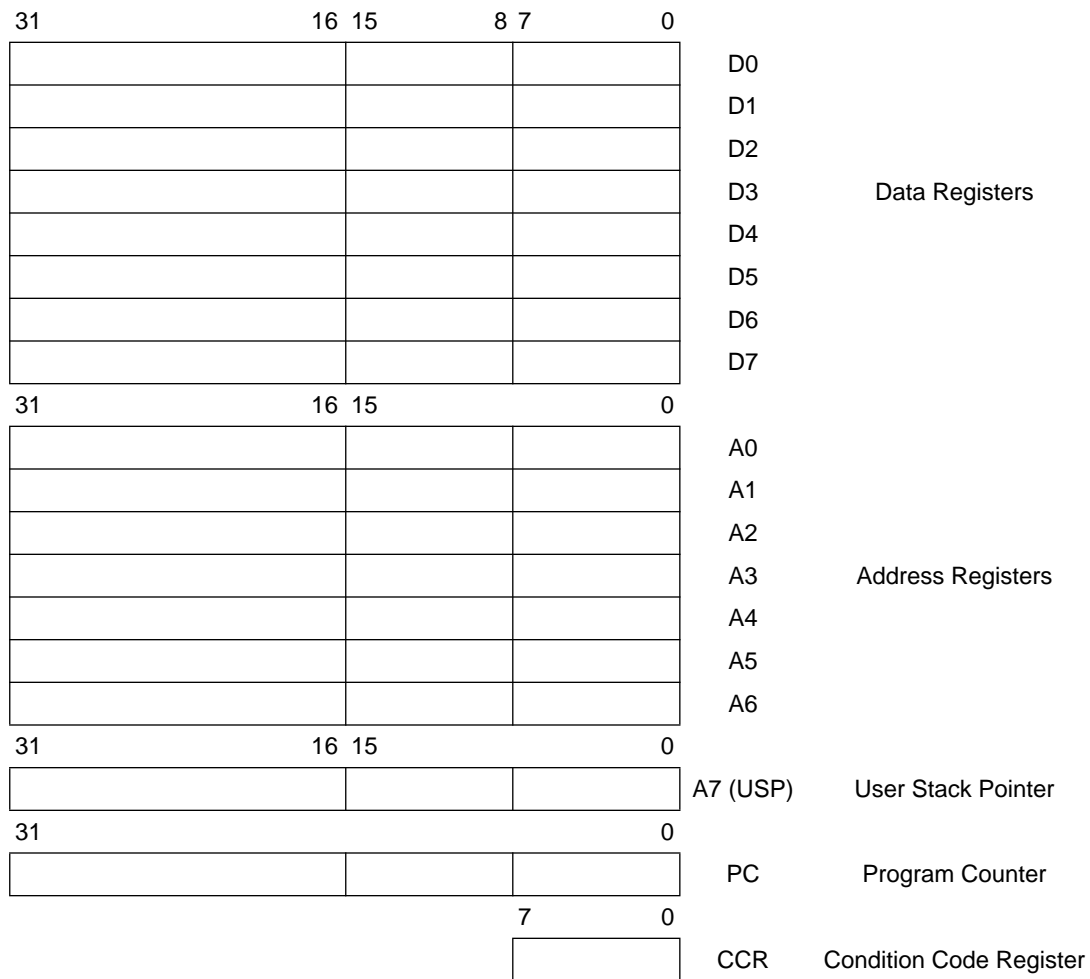 31 16 15 8 7 0
D0
D1
D2
D3 Data Registers
D4
D5
D6
D7
31 16 15 0
A0
A1
A2
A3 Address Registers
A4
A5
A6
31 16 15 0
A7 (USP) User Stack Pointer
31 0
PC Program Counter
7 0
CCR Condition Code Register